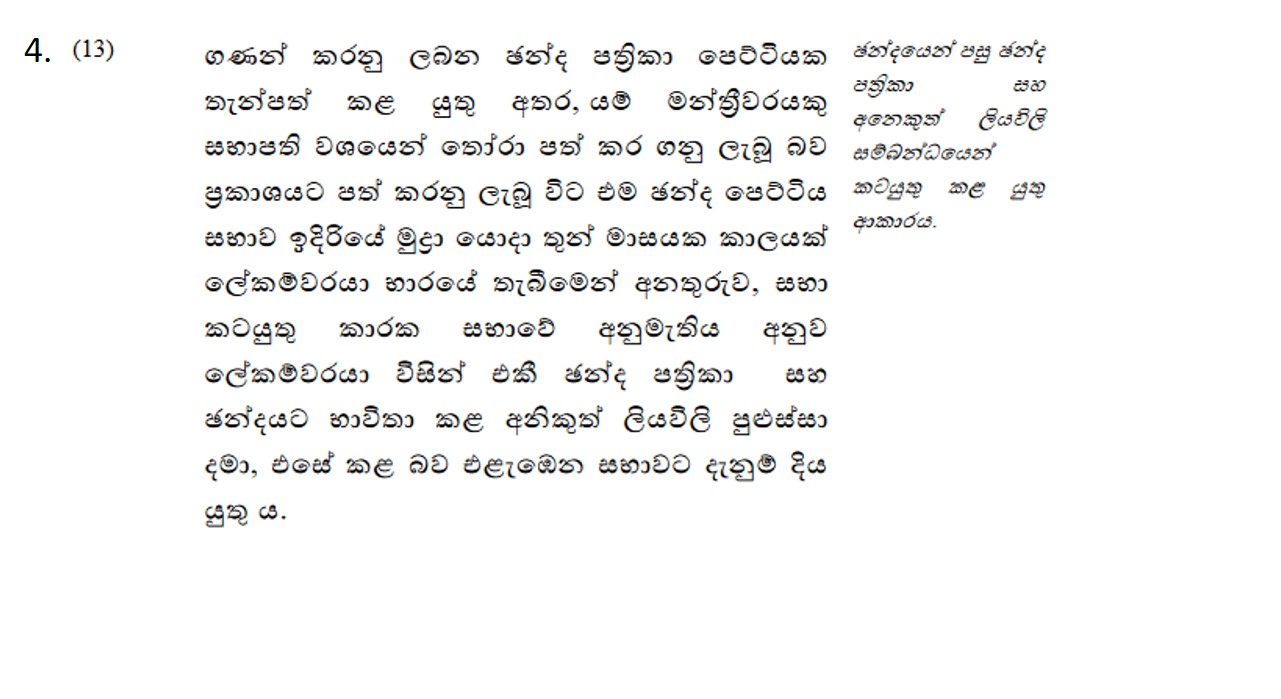 4. (13)
ගණන් කරනු ලබන ඡන්ද පත්‍රිකා පෙට්ටියක
තැන්පත් කළ යුතු අතර, යම් මන්ත්‍රීවරයකු
සභාපති වශයෙන් තෝරා පත් කර ගනු ලැබූ බව
ප්‍රකාශයට පත් කරනු ලැබූ විට එම ඡන්ද පෙට්ටිය
සභාව ඉදිරියේ මුද්‍රා යොදා තුන් මාසයක කාලයක්
ලේකම්වරයා භාරයේ තැබීමෙන් අනතුරුව, සභා
කටයුතු කාරක සභාවේ අනුමැතිය අනුව
ලේකම්වරයා විසින් එකී ඡන්ද පත්‍රිකා සහ
ඡන්දයට භාවිතා කළ අනිකුත් ලියවිලි පුළුස්සා
දමා, එසේ කළ බව එළැඹෙන සභාවට දැනුම් දිය
යුතු ය.
ඡන්දයෙන් පසු ඡන්ද
පත්‍රිකා සහ
අනෙකුත් ලියවිලි
සම්බන්ධයෙන්
කටයුතු කළ යුතු
ආකාරය.